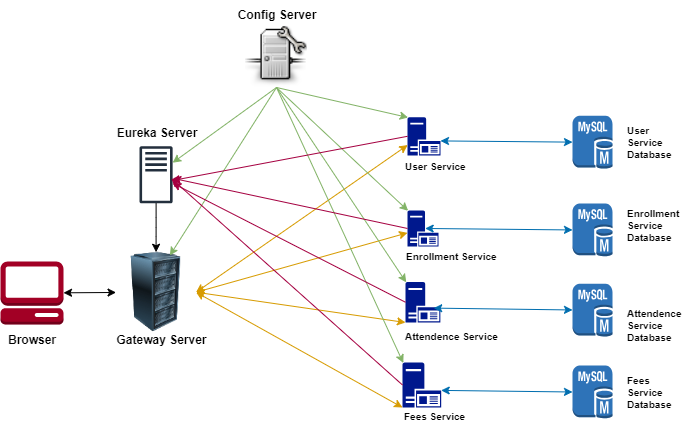 Config Server
Eureka Server
MySQL
M
User
Service
Database
User Service
MySQL
M
Enrollment
Service
Database
Enrollment Service
Browser
Gateway Server
MySQL
M
Attendence
Service
Database
Attendence Service
MySQL
M
Fees
Service
Database
Fees Service